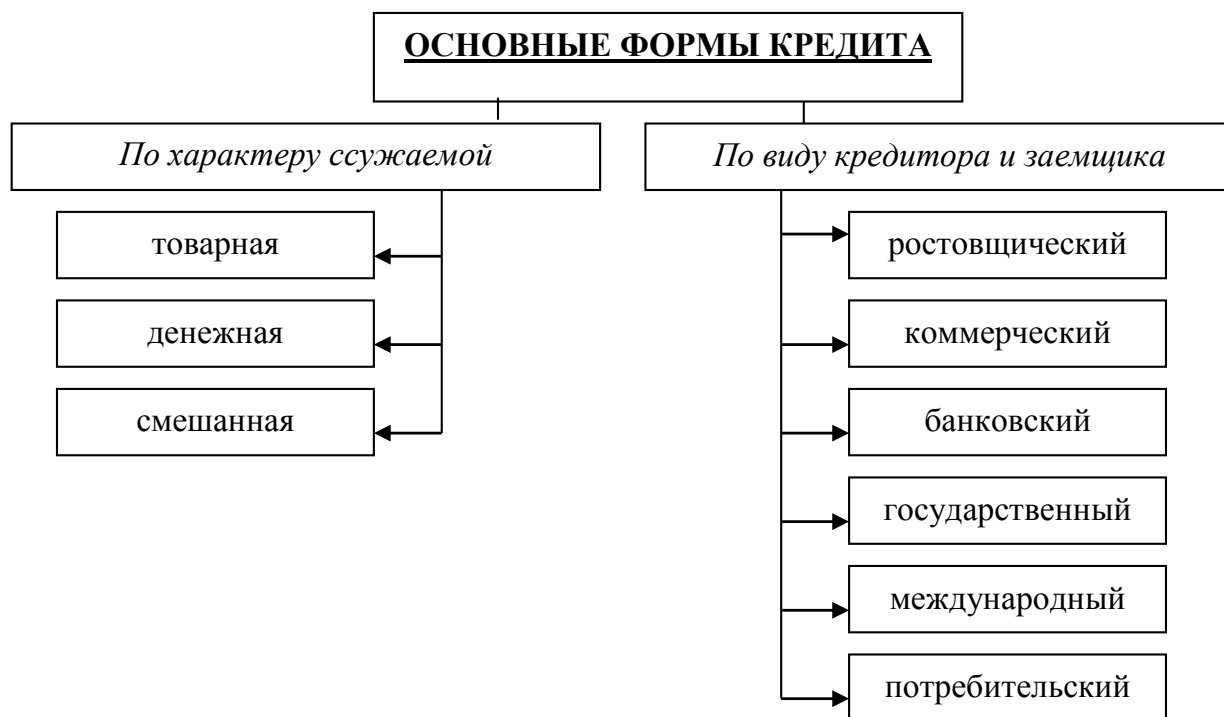 ОСНОВНЫЕ ФОРМЫ КРЕДИТА
По характеру ссужаемой
товарная
денежная
смешанная
По виду кредитора и заемщика
ростовщический
коммерческий
банковский
государственный
международный
потребительский